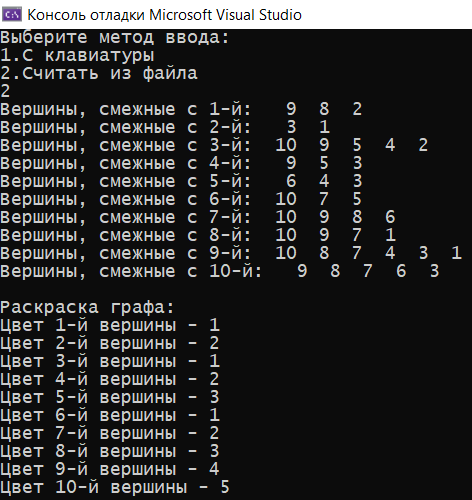 Консоль отладки Microsoft Visual Studio
Выберите метод ввода:
1.С клавиатуры
2.Считать из файла
2
Вершины, смежные с 1-й:   9  8  2
Вершины, смежные с 2-й:   3  1
Вершины, смежные с 3-й:  10  9  5  4  2
Вершины, смежные с 4-й:   9  5  3
Вершины, смежные с 5-й:   6  4  3
Вершины, смежные с 6-й:  10  7  5
Вершины, смежные с 7-й:  10  9  8  6
Вершины, смежные с 8-й:  10  9  7  1
Вершины, смежные с 9-й:  10  8  7  4  3  1
Вершины, смежные с 10-й:   9  8  7  6  3
Раскраска графа:
Цвет 1-й вершины - 1
Цвет 2-й вершины - 2
Цвет 3-й вершины - 1
Цвет 4-й вершины - 2
Цвет 5-й вершины - 3
Цвет 6-й вершины - 1
Цвет 7-й вершины - 2
Цвет 8-й вершины - 3
Цвет 9-й вершины - 4
Цвет 10-й вершины - 5